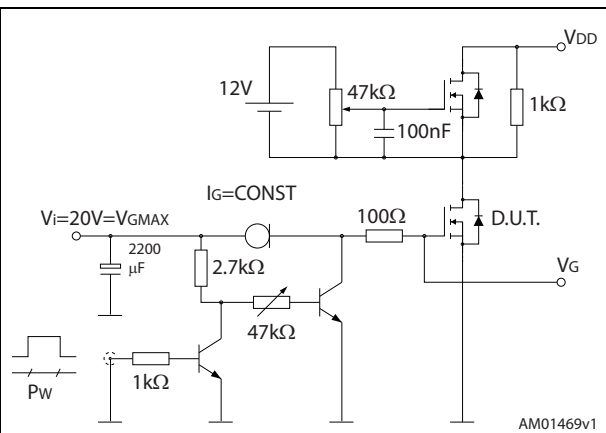 VDD
12V
47kΩ
1kΩ
100nF
IG=CONST
Vi=20V=VGMAX
100Ω
D.U.T.
2200
μF
2.7kΩ
VG
47kΩ
1kΩ
PW
AM01469v1